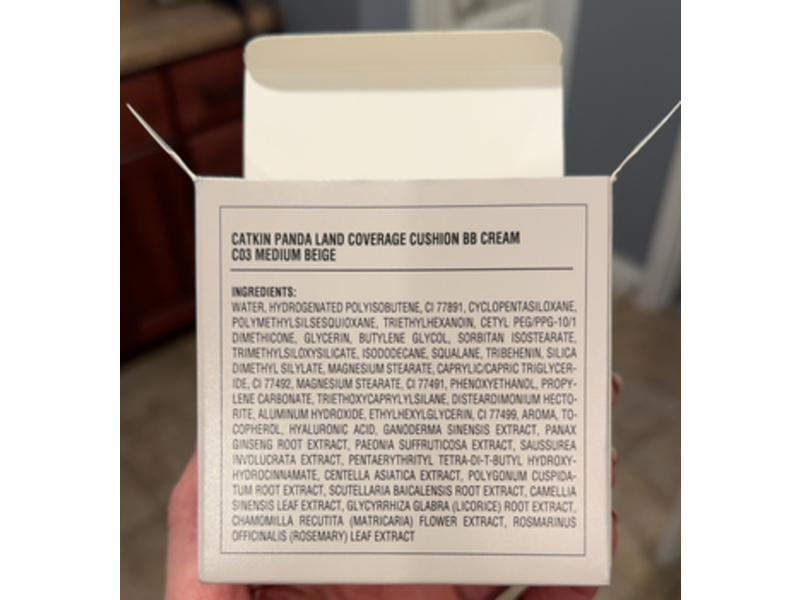 CATKIN PANDA LAND COVERAGE CUSHION BB CREAM
C03 MEDIUM BEIGE
INGREDIENTS:
WATER, HYDROGENATED POLYISOBUTENE, CI 77891, CYCLOPENTASILOXANE,
POLYMETHYLSILSESQUIOXANE, TRIETHYLHEXANOIN, CETYL PEG/PPG-10/1
DIMETHICONE, GLYCERIN, BUTYLENE GLYCOL, SORBITAN ISOSTEARATE,
TRIMETHYLSILOXYSILICATE, ISODODECANE, SQUALANE, TRIBEHENIN, SILICA
DIMETHYL SILYLATE, MAGNESIUM STEARATE, CAPRYLIC/CAPRIC TRIGLYCER-
IDE, CI 77492, MAGNESIUM STEARATE, CI 77491, PHENOXYETHANOL, PROPY-
LENE CARBONATE, TRIETHOXYCAPRYLYLSILANE, DISTEARDIMONIUM HECTO-
RITE, ALUMINUM HYDROXIDE, ETHYLHEXYLGLYCERIN, CI 77499, AROMA, TO-
COPHEROL, HYALURONIC ACID, GANODERMA SINENSIS EXTRACT, PANAX
GINSENG ROOT EXTRACT, PAEONIA SUFFRUTICOSA EXTRACT, SAUSSUREA
INVOLUCRATA EXTRACT, PENTAERYTHRITYL TETRA-DI-T-BUTYL HYDROXY-
HYDROCINNAMATE, CENTELLA ASIATICA EXTRACT, POLYGONUM CUSPIDA-
TUM ROOT EXTRACT, SCUTELLARIA BAICALENSIS ROOT EXTRACT, CAMELLIA
SINENSIS LEAF EXTRACT, GLYCYRRHIZA GLABRA (LICORICE) ROOT EXTRACT,
CHAMOMILLA RECUTITA (MATRICARIA) FLOWER EXTRACT, ROSMARINUS
OFFICINALIS (ROSEMARY) LEAF EXTRACT